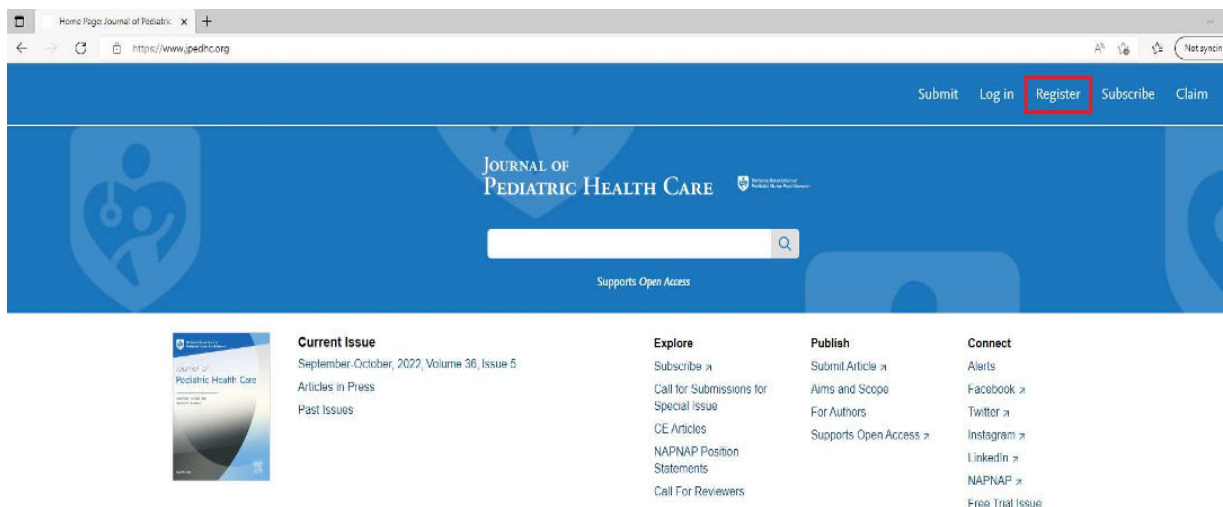 Home Page: Journal of Pediatric
https://www.jpedhc.org
Not syncin
Submit Log in Register Subscribe Claim
JOURNAL OF
PEDIATRIC HEALTH CARE
Supports Open Access
Current Issue
September-October, 2022, Volume 36, Issue 5
Articles in Press
Past Issues
Journal of
Pediatric Health Care
Explore
Subscribe
Call for Submissions for
Special Issue
CE Articles
NAPNAP Position
Statements
Call For Reviewers
Publish
Submit Article
Aims and Scope
For Authors
Supports Open Access
Connect
Alerts
Facebook
Twitter
Instagram
LinkedIn
NAPNAP
Free Trial Issue